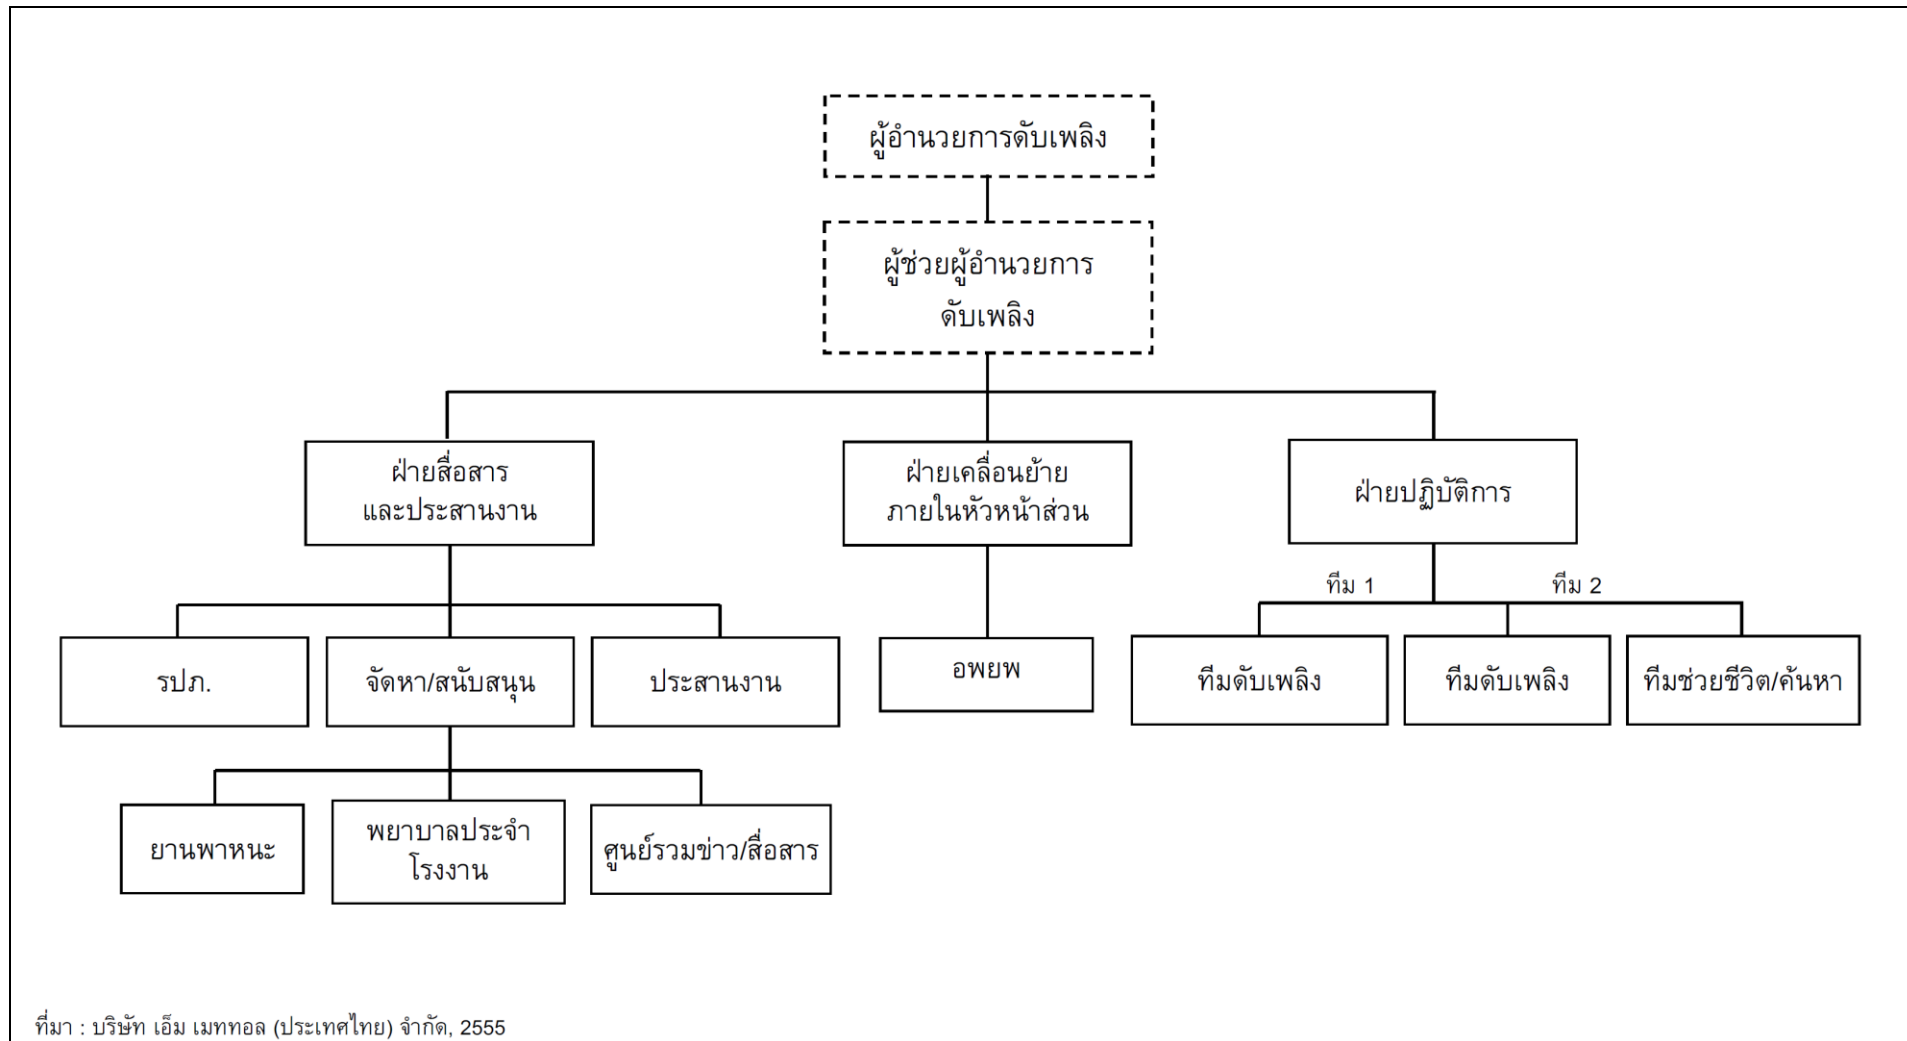 ผู้อำนวยการดับเพลิง
ผู้ช่วยผู้อำนวยการ
ดับเพลิง
ฝ่ายสื่อสาร
และประสานงาน
ฝ่ายเคลื่อนย้าย
ภายในหัวหน้าส่วน
ฝ่ายปฏิบัติการ
ทีม 1
ทีม 2
รปภ.
จัดหา/สนับสนุน
ประสานงาน
อพยพ
ทีมดับเพลิง
ทีมดับเพลิง
ทีมช่วยชีวิต/ค้นหา
ยานพาหนะ
พยาบาลประจำ
โรงงาน
ศูนย์รวมข่าว/สื่อสาร
ที่มา : บริษัท เอ็ม เมททอล (ประเทศไทย) จำกัด, 2555